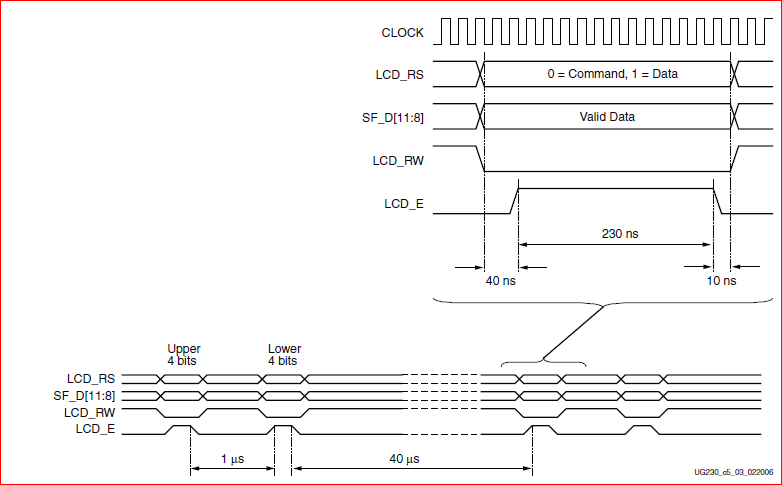 CLOCK
LCD_RS
0 = Command, 1 = Data
SF_D[11:8]
Valid Data
LCD_RW
LCD_E
230 ns
40 ns
10 ns
Upper
4 bits
Lower
4 bits
LCD_RS
SF_D[11:8]
LCD_RW
LCD_E
1 μs
40 μs
UG230_c5_03_022006